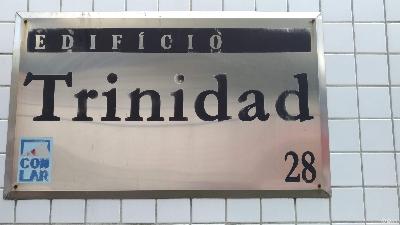 EDIFÍCIO
Trinidad
CON
LAR
28